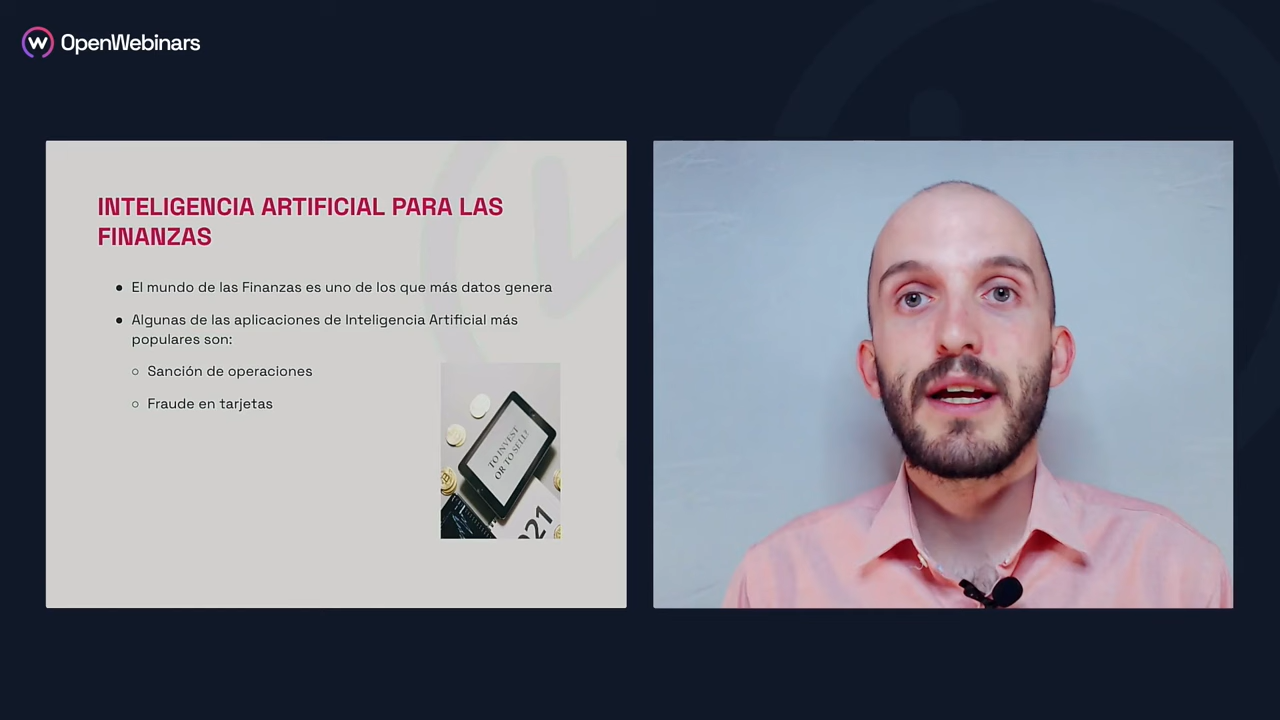 OpenWebinars
INTELIGENCIA ARTIFICIAL PARA LAS
FINANZAS
El mundo de las Finanzas es uno de los que más datos genera
Algunas de las aplicaciones de Inteligencia Artificial más
populares son:
Sanción de operaciones
Fraude en tarjetas
TO INVEST
OR TO SELL?
021